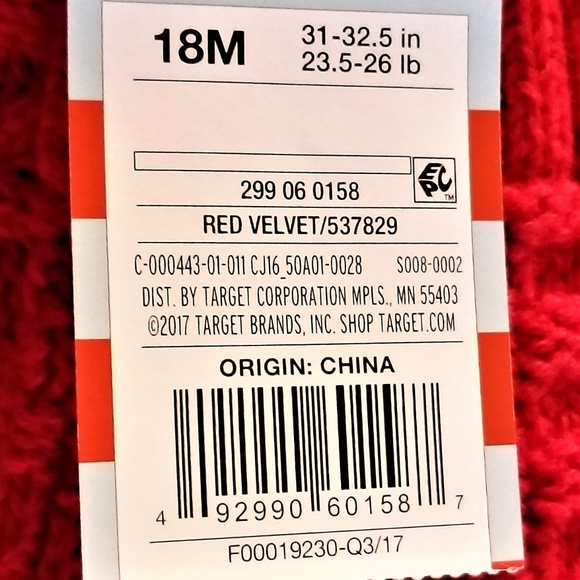 18M
31-32.5 in
23.5-26 lb
EPC
TM
299 06 0158
RED VELVET/537829
C-000443-01-011 CJ16_50A01-0028 S008-0002
DIST. BY TARGET CORPORATION MPLS., MN 55403
©2017 TARGET BRANDS, INC. SHOP TARGET.COM
ORIGIN: CHINA
4 92990 60158 7
F00019230-Q3/17